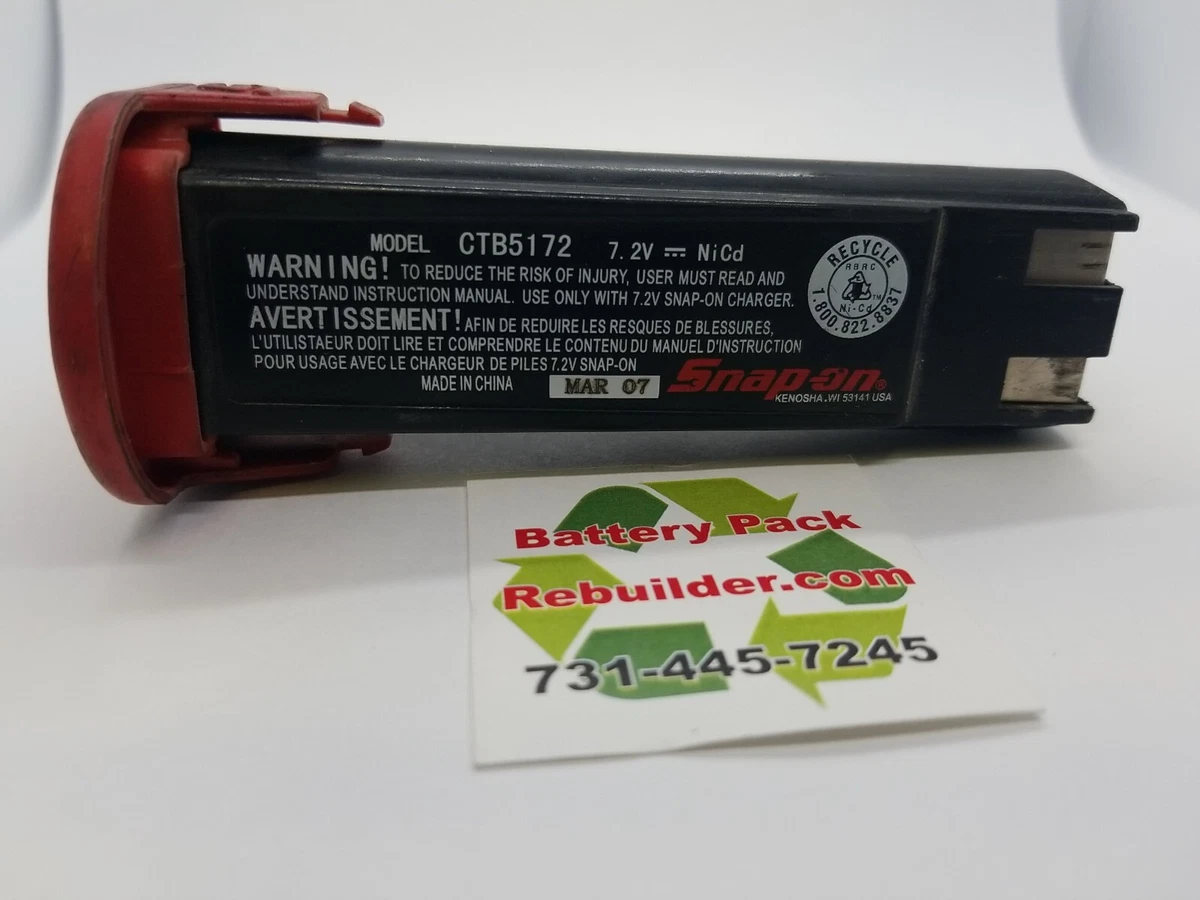 MODEL CTB5172 7.2V NiCd
WARNING! TO REDUCE THE RISK OF INJURY, USER MUST READ AND
UNDERSTAND INSTRUCTION MANUAL. USE ONLY WITH 7.2V SNAP-ON CHARGER.
AVERTISSEMENT! AFIN DE REDUIRE LES RESQUES DE BLESSURES,
L'UTILISTAEUR DOIT LIRE ET COMPRENDRE LE CONTENU DU MANUEL D'INSTRUCTION
POUR USAGE AVEC LE CHARGEUR DE PILES 7.2V SNAP-ON
MADE IN CHINA MAR 07 Snap-on®
KENOSHA.WI 53141 USA
RECYCLE
RBRC
TM
Ni-Cd
1.800.822.8837
Battery Pack
Rebuilder.com
731-445-7245